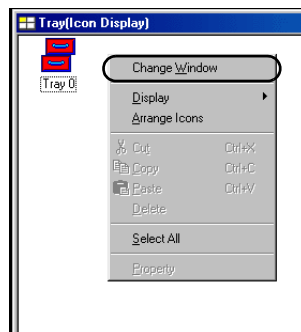 Tray(Icon Display)
Tray 0
Change Window
Display
Arrange Icons
Cut Ctrl+X
Copy Ctrl+C
Paste Ctrl+V
Delete
Select All
Property